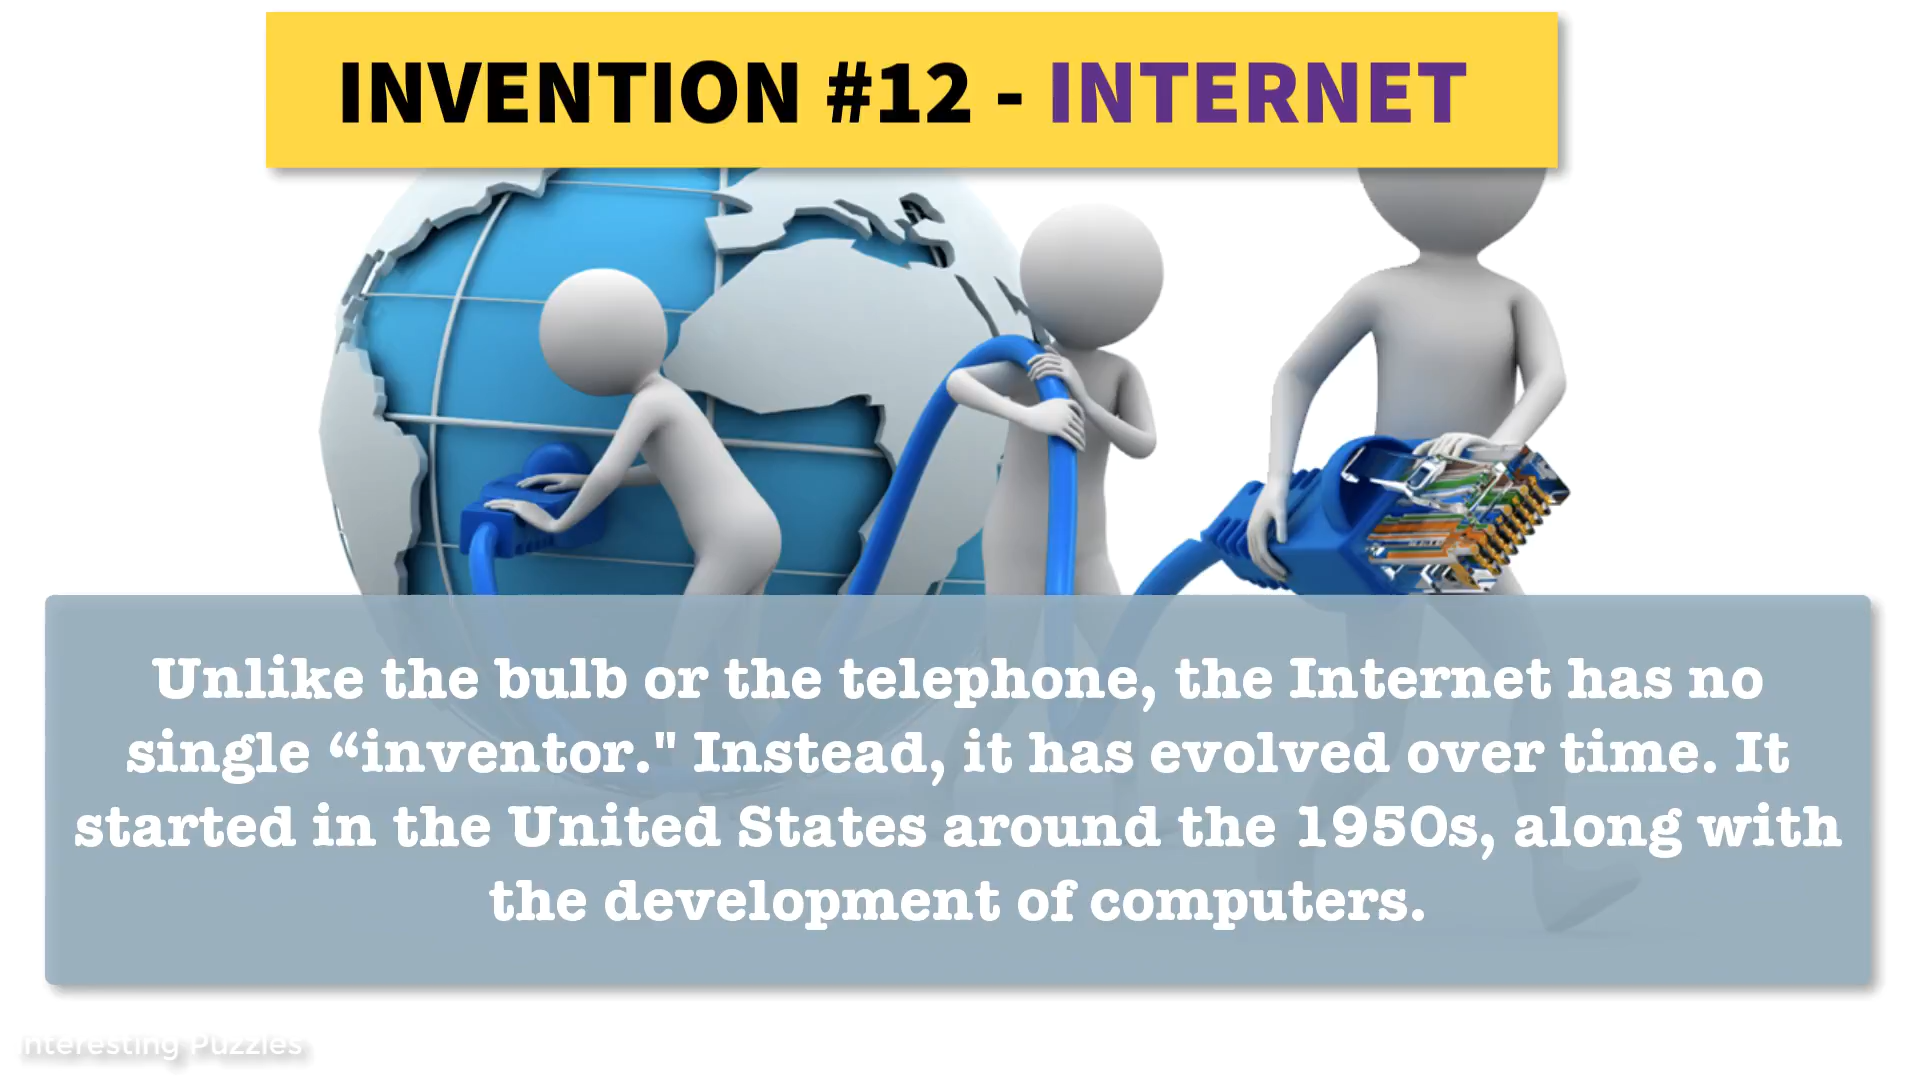 INVENTION #12 - INTERNET
Unlike the bulb or the telephone, the Internet has no
single “inventor." Instead, it has evolved over time. It
started in the United States around the 1950s, along with
the development of computers.
nteresting Puzzles